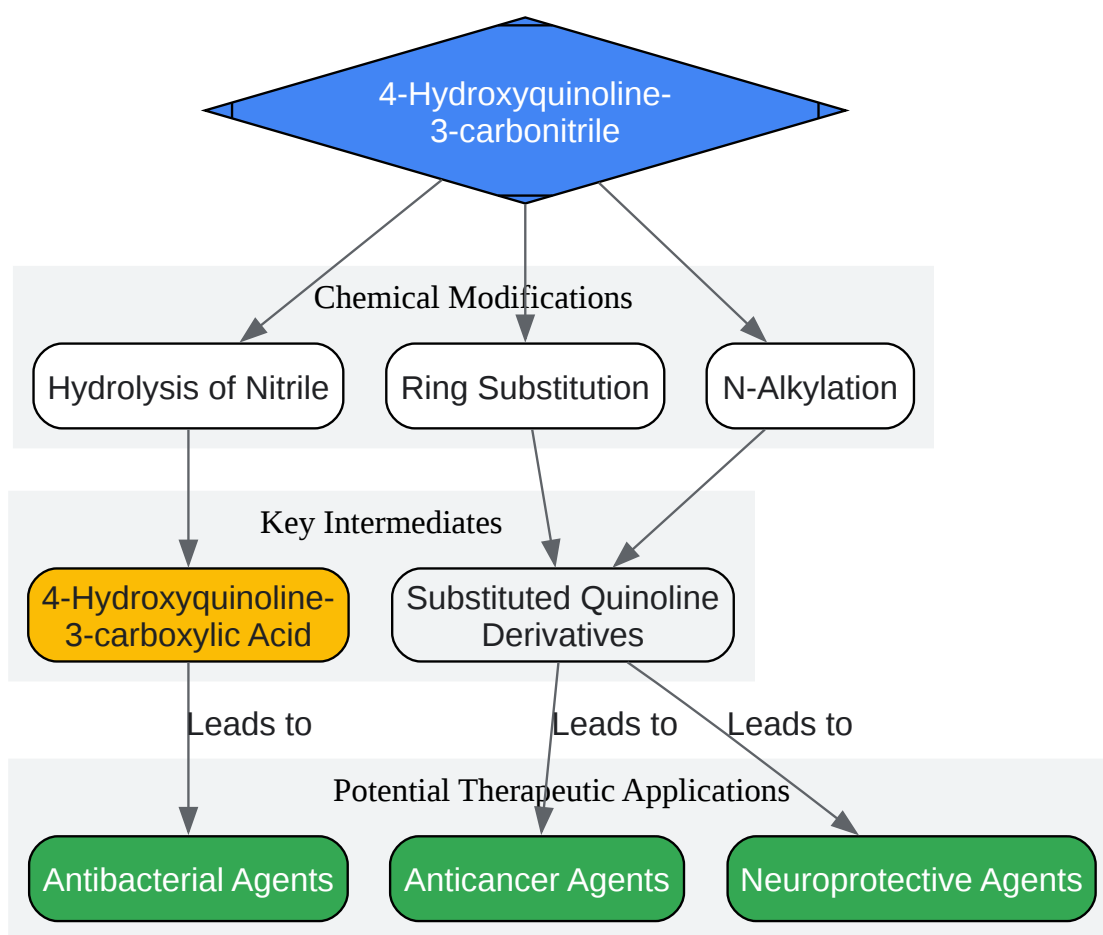 4-Hydroxyquinoline-
3-carbonitrile
Chemical Modifications
Hydrolysis of Nitrile
Ring Substitution
N-Alkylation
Key Intermediates
4-Hydroxyquinoline-
3-carboxylic Acid
Substituted Quinoline
Derivatives
Leads to
Leads to
Leads to
Potential Therapeutic Applications
Antibacterial Agents
Anticancer Agents
Neuroprotective Agents